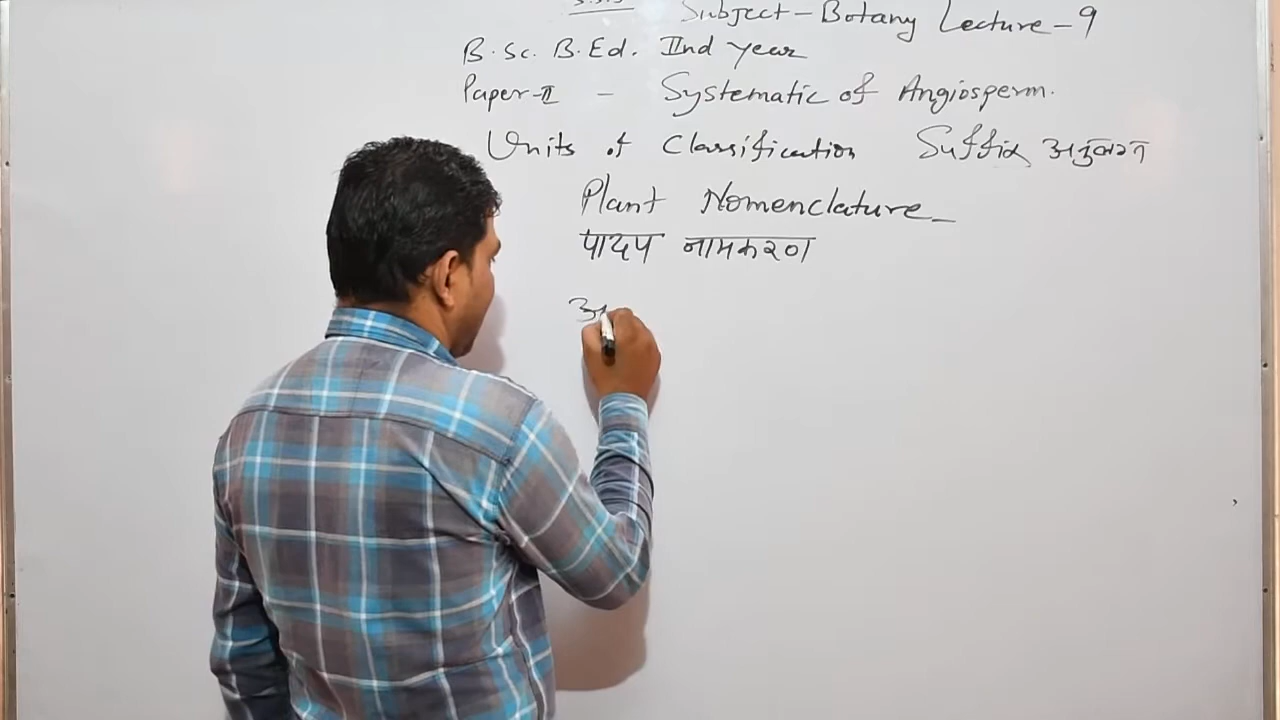 Subject - Botany Lecture - 9
B.Sc. B.Ed. IInd year
Paper-II - Systematic of Angiosperm.
Units of Classification Suffix अनुलग्न
Plant Nomenclature
पादप नामकरण